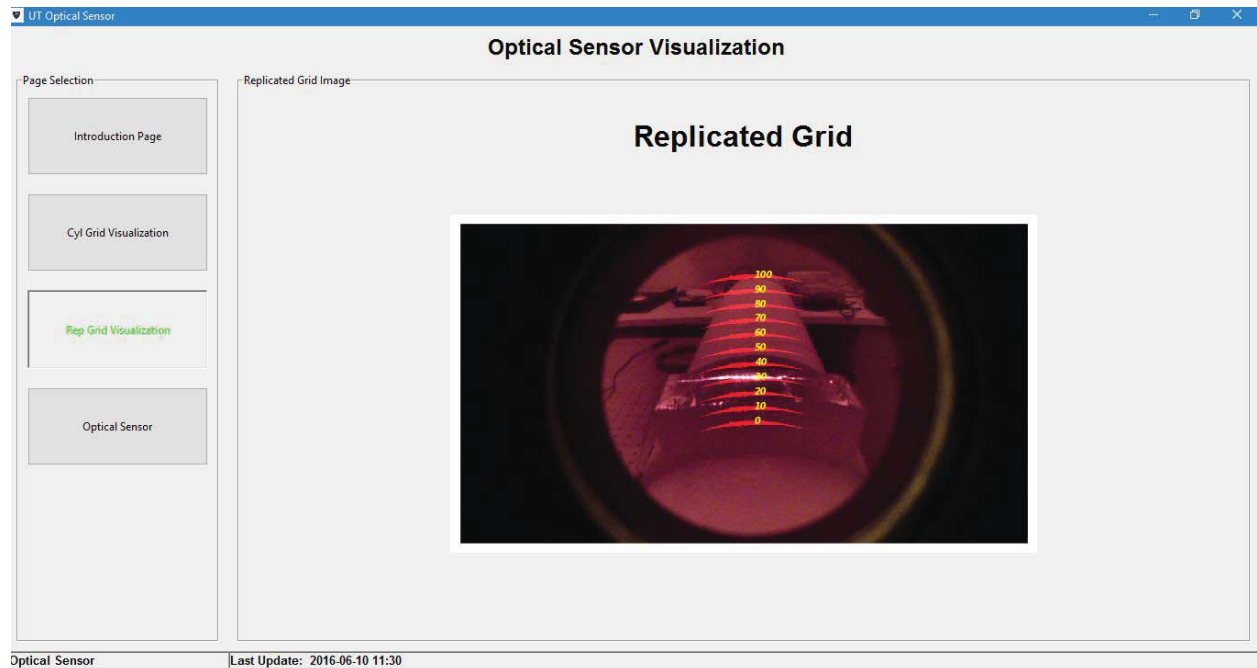 UT Optical Sensor
Optical Sensor Visualization
Page Selection
Introduction Page
Cyl Grid Visualization
Rep Grid Visualization
Optical Sensor
Replicated Grid Image
Replicated Grid
100
90
80
70
60
50
40
30
20
10
0
Optical Sensor
Last Update: 2016-06-10 11:30